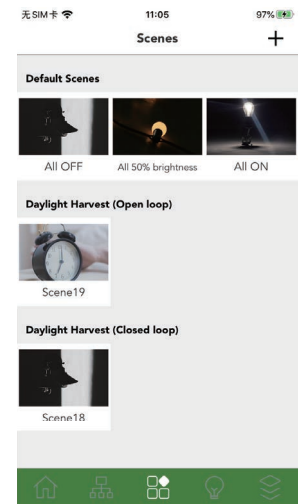 无SIM卡 11:05 97%
Scenes +
Default Scenes
All OFF All 50% brightness All ON
Daylight Harvest (Open loop)
Scene19
Daylight Harvest (Closed loop)
Scene18